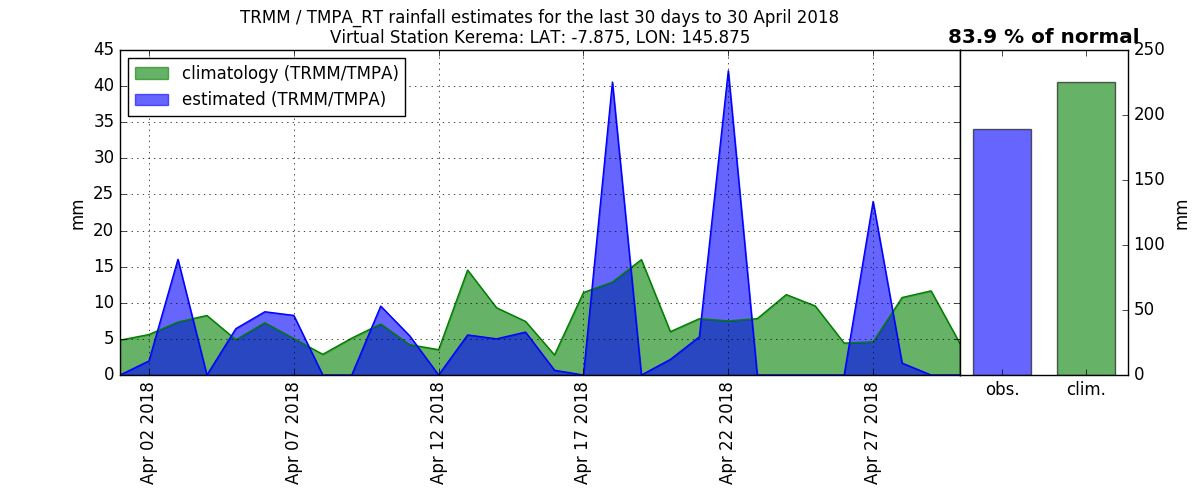 TRMM / TMPA_RT rainfall estimates for the last 30 days to 30 April 2018
Virtual Station Kerema: LAT: -7.875, LON: 145.875
83.9 % of normal
climatology (TRMM/TMPA)
estimated (TRMM/TMPA)
mm
45
40
35
30
25
20
15
10
5
0
Apr 02 2018
Apr 07 2018
Apr 12 2018
Apr 17 2018
Apr 22 2018
Apr 27 2018
250
200
150
100
50
0
mm
obs.
clim.